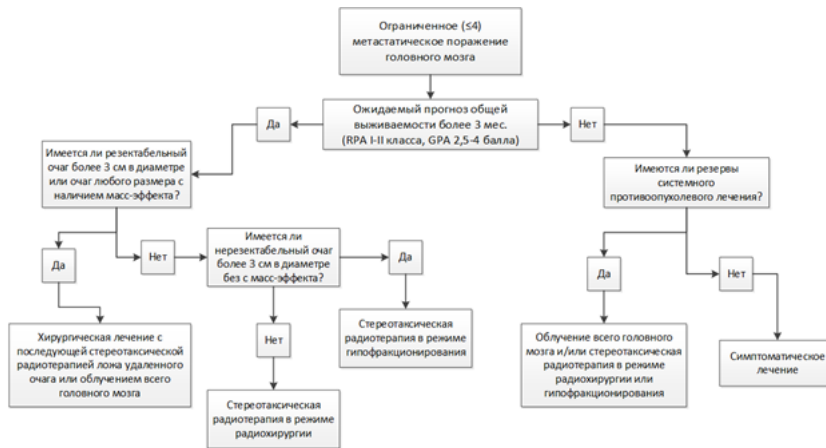 Ограниченное (≤4)
метастатическое поражение
головного мозга
Да
Ожидаемый прогноз общей
выживаемости более 3 мес.
(RPA I-II класса, GPA 2,5-4 балла)
Нет
Имеется ли резектабельный
очаг более 3 см в диаметре
или очаг любого размера с
наличием масс-эффекта?
Имеются ли резервы
системного
противоопухолевого лечения?
Да
Нет
Имеется ли
нерезектабельный очаг
более 3 см в диаметре
без с масс-эффекта?
Да
Да
Нет
Хирургическая лечение с
последующей стереотаксической
радиотерапией ложа удаленного
очага или облучением всего
головного мозга
Нет
Стереотаксическая
радиотерапия в режиме
гипофракционирования
Облучение всего головного
мозга и/или стереотаксическая
радиотерапия в режиме
радиохирургии или
гипофракционирования
Симптоматическое
лечение
Стереотаксическая
радиотерапия в режиме
радиохирургии